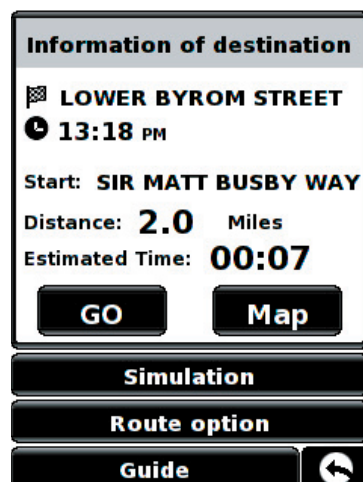 Information of destination
LOWER BYROM STREET
13:18 PM
Start: SIR MATT BUSBY WAY
Distance: 2.0 Miles
Estimated Time: 00:07
GO Map
Simulation
Route option
Guide